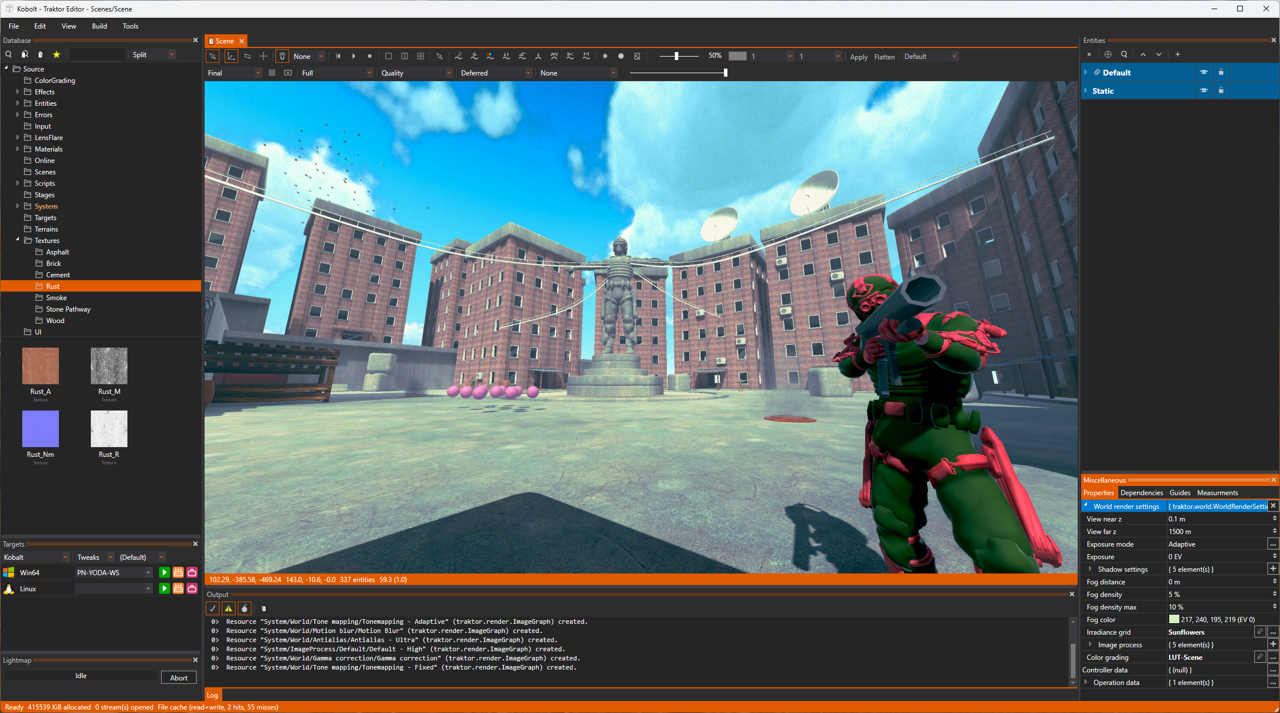 Kobolt - Traktor Editor - Scenes/Scene
File Edit View Build Tools
Database
Split
Source
ColorGrading
Effects
Entities
Errors
Input
LensFlare
Materials
Online
Scenes
Scripts
Stages
System
Targets
Terrains
Textures
Asphalt
Brick
Cement
Rust
Smoke
Stone Pathway
Wood
UI
Rust_A
Texture
Rust_M
Texture
Rust_Nm
Texture
Rust_R
Texture
Targets
Kobalt Tweaks (Default)
Win64 PN-YODA-WS
Linux
Lightmap
Idle Abort
Scene
None 50% 1 1 Apply Flatten Default
Final Full Quality Deferred None
102.29, -385.58, -469.24 143.0, -10.6, -0.0 337 entities 59.3 (1.0)
Output
0> Resource "System/World/Tone mapping/Tonemapping - Adaptive" (traktor.render.ImageGraph) created.
0> Resource "System/World/Motion blur/Motion Blur" (traktor.render.ImageGraph) created.
0> Resource "System/World/Antialias/Antialias - Ultra" (traktor.render.ImageGraph) created.
0> Resource "System/ImageProcess/Default/Default - High" (traktor.render.ImageGraph) created.
0> Resource "System/World/Gamma correction/Gamma correction" (traktor.render.ImageGraph) created.
0> Resource "System/World/Tone mapping/Tonemapping - Fixed" (traktor.render.ImageGraph) created.
Log
Entities
Default
Static
Miscellaneous
Properties Dependencies Guides Measurments
World render settings { traktor.world.WorldRenderSetti
View near z 0.1 m
View far z 1500 m
Exposure mode Adaptive
Exposure 0 EV
Shadow settings { 5 element(s) }
Fog distance 0 m
Fog density 5 %
Fog density max 10 %
Fog color 217, 240, 195, 219 (EV 0)
Irradiance grid Sunflowers
Image process { 5 element(s) }
Color grading LUT-Scene
Controller data { (null) }
Operation data { 1 element(s) }
Ready 415539 KiB allocated 0 stream(s) opened File cache (read+write, 2 hits, 55 misses)